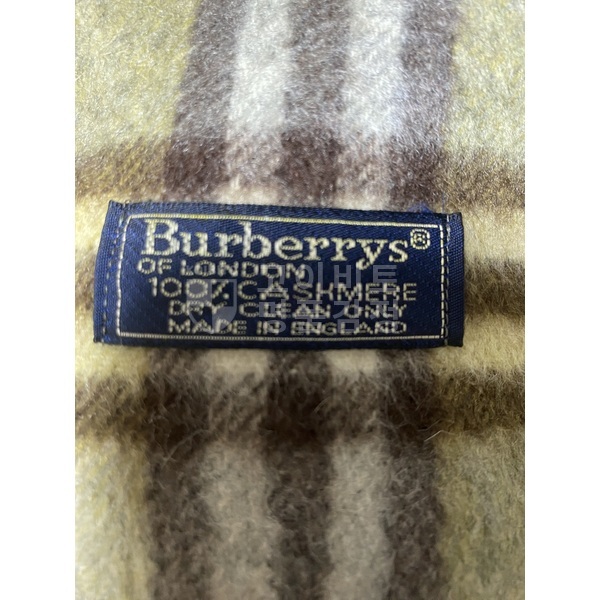 Burberrys®
OF LONDON
100% CASHMERE
DRY CLEAN ONLY
MADE IN ENGLAND